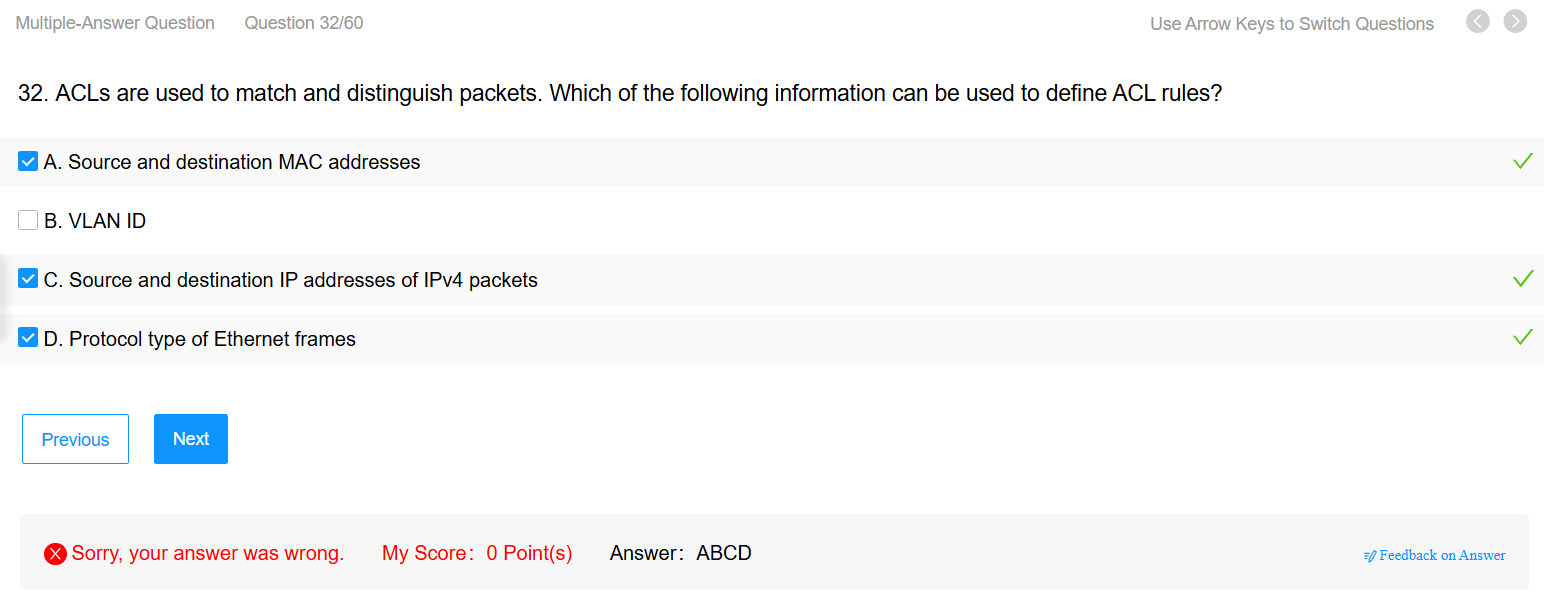 Multiple-Answer Question Question 32/60 Use Arrow Keys to Switch Questions
32. ACLs are used to match and distinguish packets. Which of the following information can be used to define ACL rules?
A. Source and destination MAC addresses
B. VLAN ID
C. Source and destination IP addresses of IPv4 packets
D. Protocol type of Ethernet frames
Previous Next
Sorry, your answer was wrong. My Score: 0 Point(s) Answer: ABCD Feedback on Answer